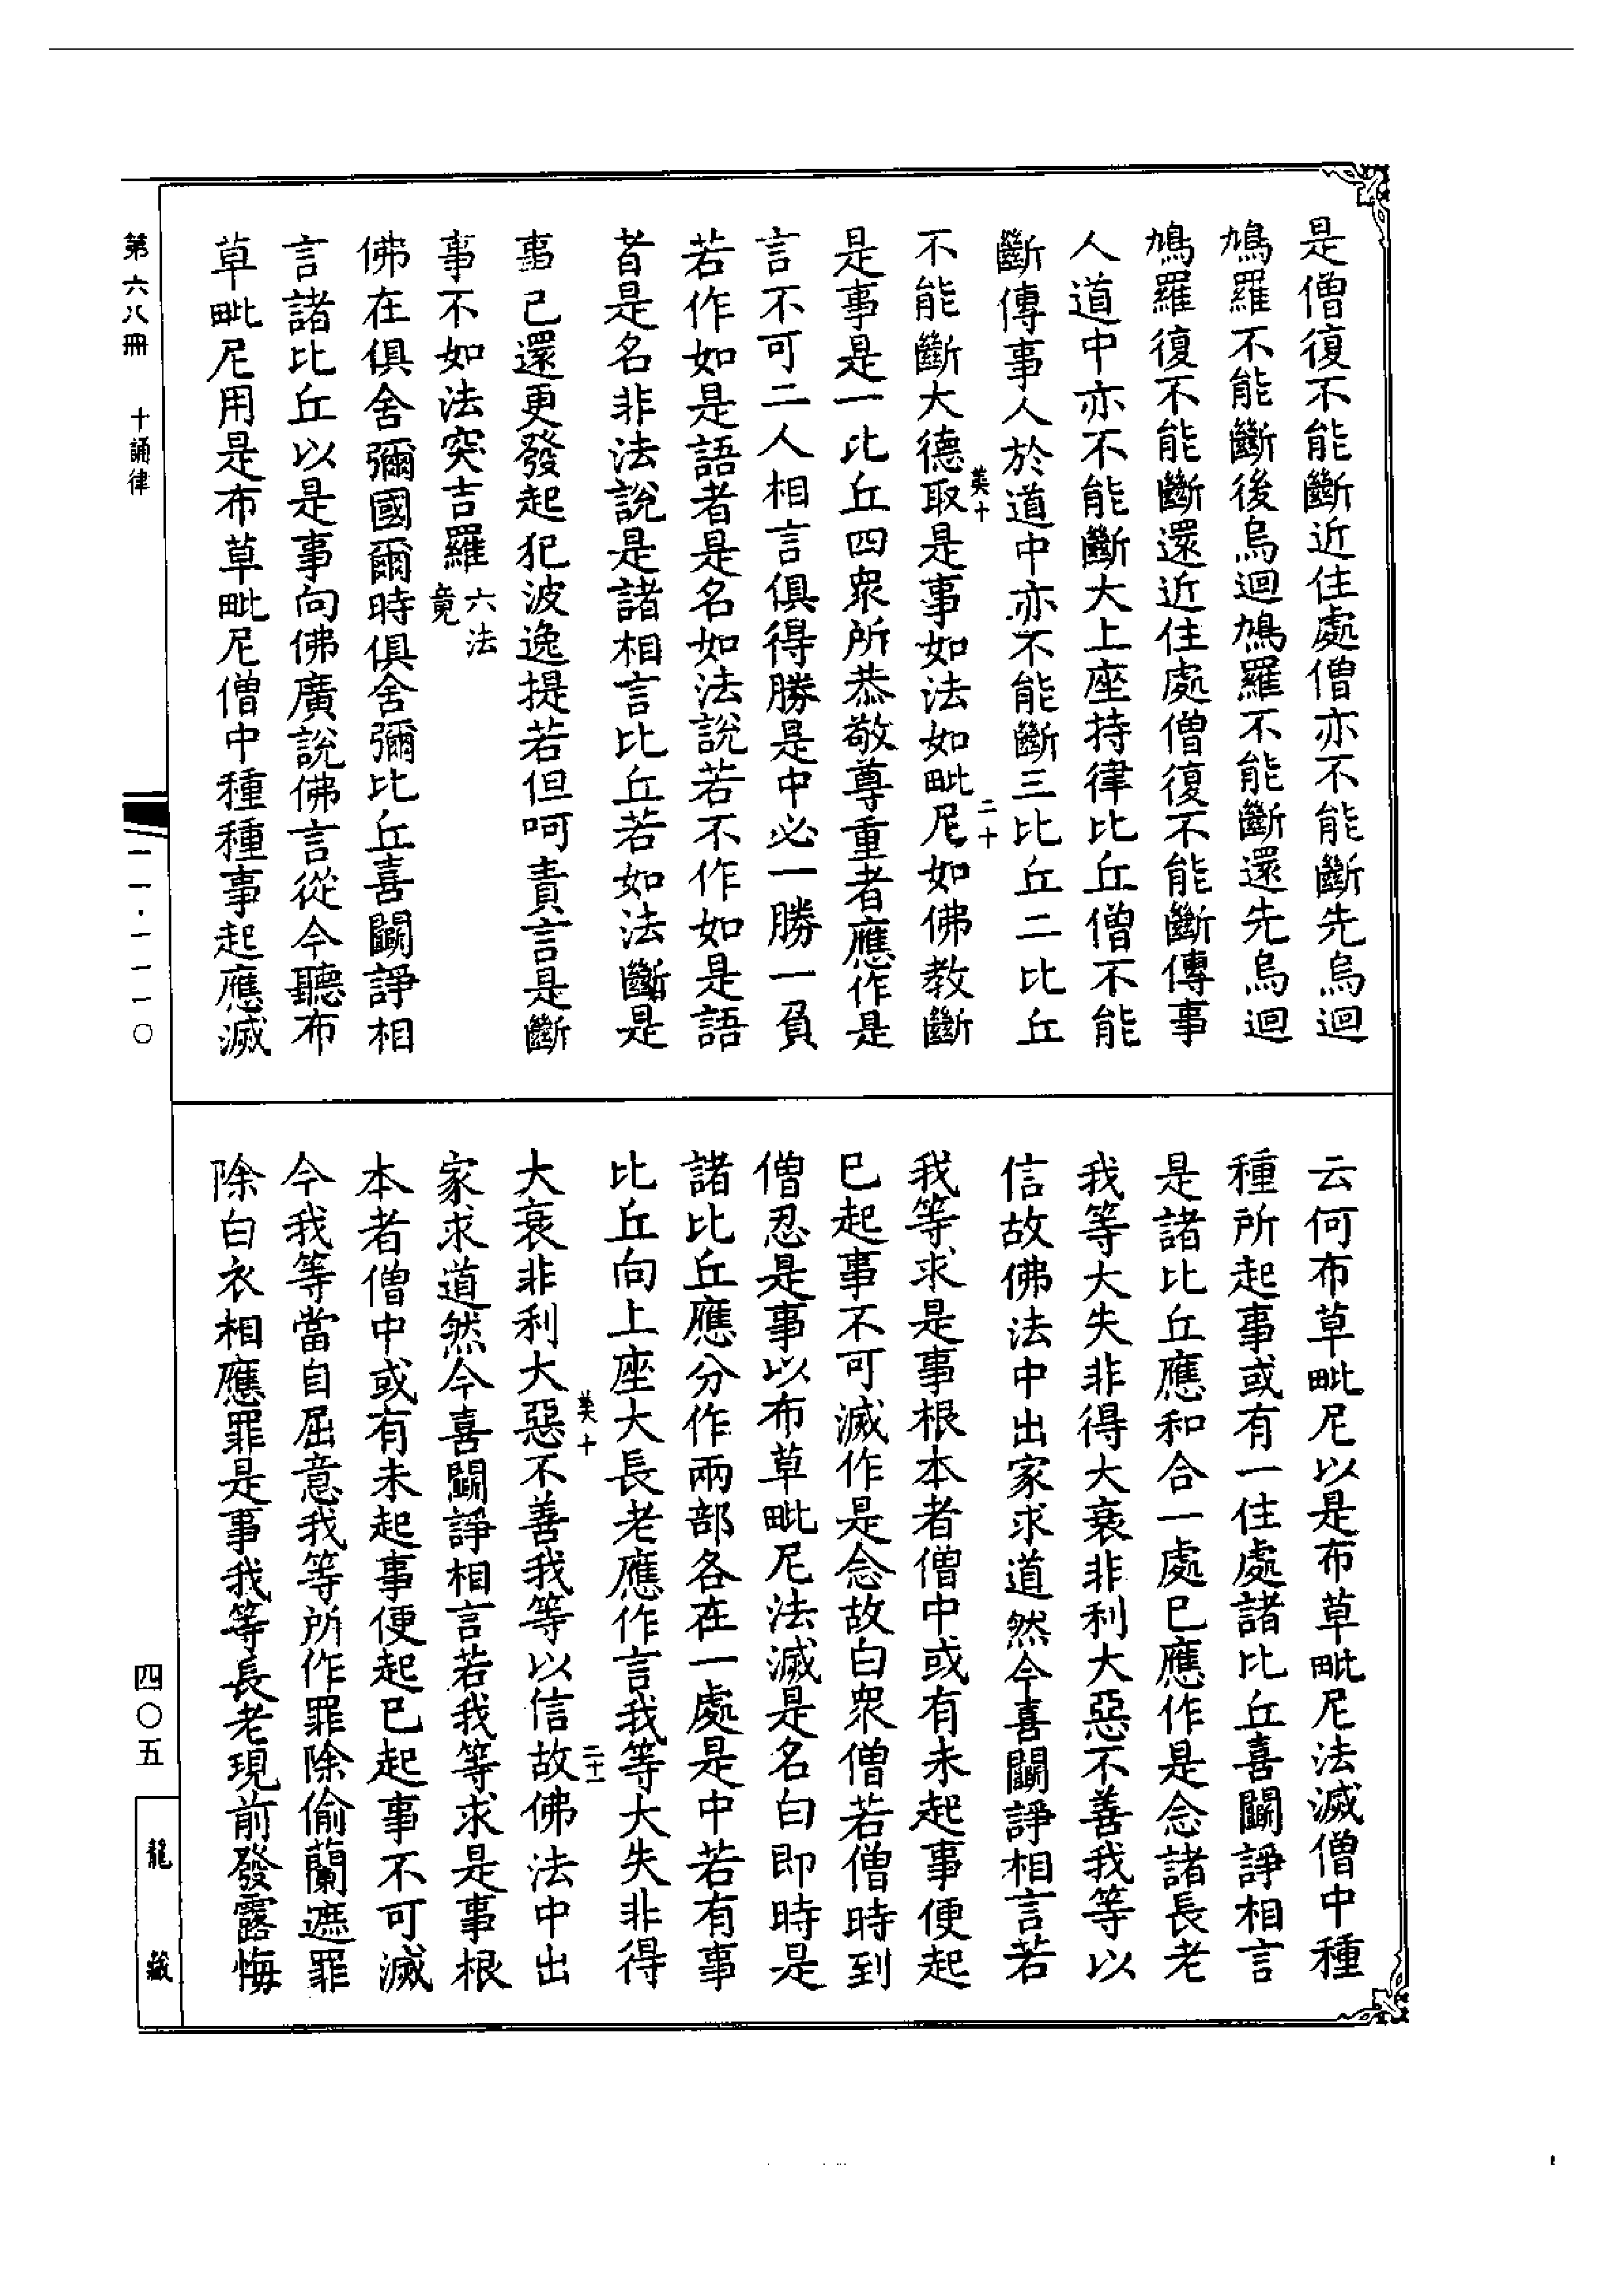 是僧復不能斷近住處僧亦不能斷先烏迴
鳩羅不能斷後烏迴鳩羅不能斷還先烏迴
鳩羅復不能斷還近住處僧復不能斷傳事
人道中亦不能斷大上座持律比丘僧不能
斷傳事人於道中亦不能斷三比丘二比丘
英十
二十
不能斷大德取是事如法如毗尼如佛教斷
是事是一比丘四衆所恭敬尊重者應作是
言不可二人相言俱得勝是中必一勝一負
若作如是語者是名如法說若不作如是語
者是名非法說是諸相言比丘若如法斷是
事已還更發起犯波逸提若但呵責言是斷
事不如法突吉羅六法竟
佛在俱舍彌國爾時俱舍彌比丘喜鬬諍相
言諸比丘以是事向佛廣說佛言從今聽布
草毗尼用是布草毗尼僧中種種事起應滅
云何布草毗尼以是布草毗尼法滅僧中種
種所起事或有一住處諸比丘喜鬬諍相言
是諸比丘應和合一處已應作是念諸長老
我等大失非得大衰非利大惡不善我等以
信故佛法中出家求道然今喜鬬諍相言若
我等求是事根本者僧中或有未起事便起
已起事不可滅作是念故白衆僧若僧時到
僧忍是事以布草毗尼法滅是名白即時是
諸比丘應分作兩部各在一處是中若有事
比丘向上座大長老應作言我等大失非得
英十
二十一
大衰非利大惡不善我等以信故佛法中出
家求道然今喜鬬諍相言若我等求是事根
本者僧中或有未起事便起已起事不可滅
今我等當自屈意我等所作罪除偷蘭遮罪
除白衣相應罪是事我等長老現前發露悔
第六八冊 十誦律
一一·一一一〇
四〇五
龍藏